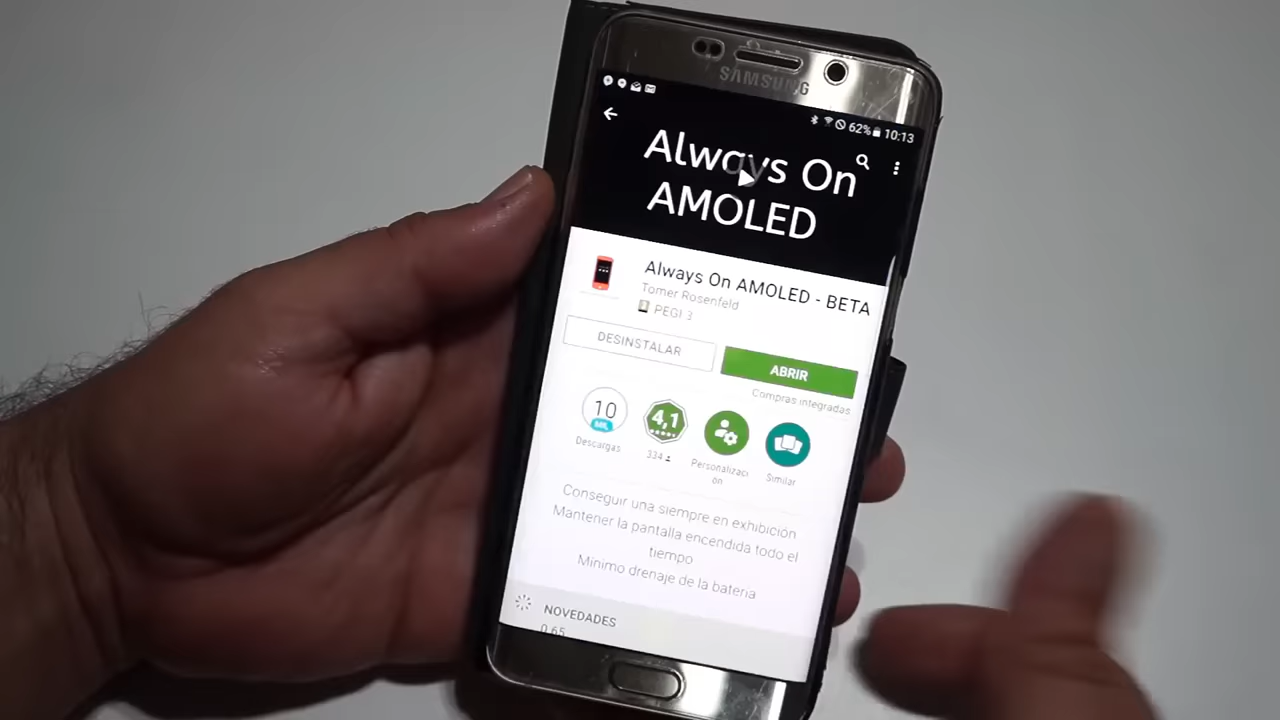 SAMSUNG
62% 10:13
Always On
AMOLED
Always On AMOLED - BETA
Tomer Rosenfeld
PEGI 3
DESINSTALAR
ABRIR
Compras integradas
10
MIL
Descargas
4,1
334
Personalizaci
ón
Similar
Conseguir una siempre en exhibición
Mantener la pantalla encendida todo el
tiempo
Mínimo drenaje de la batería
NOVEDADES
0.65